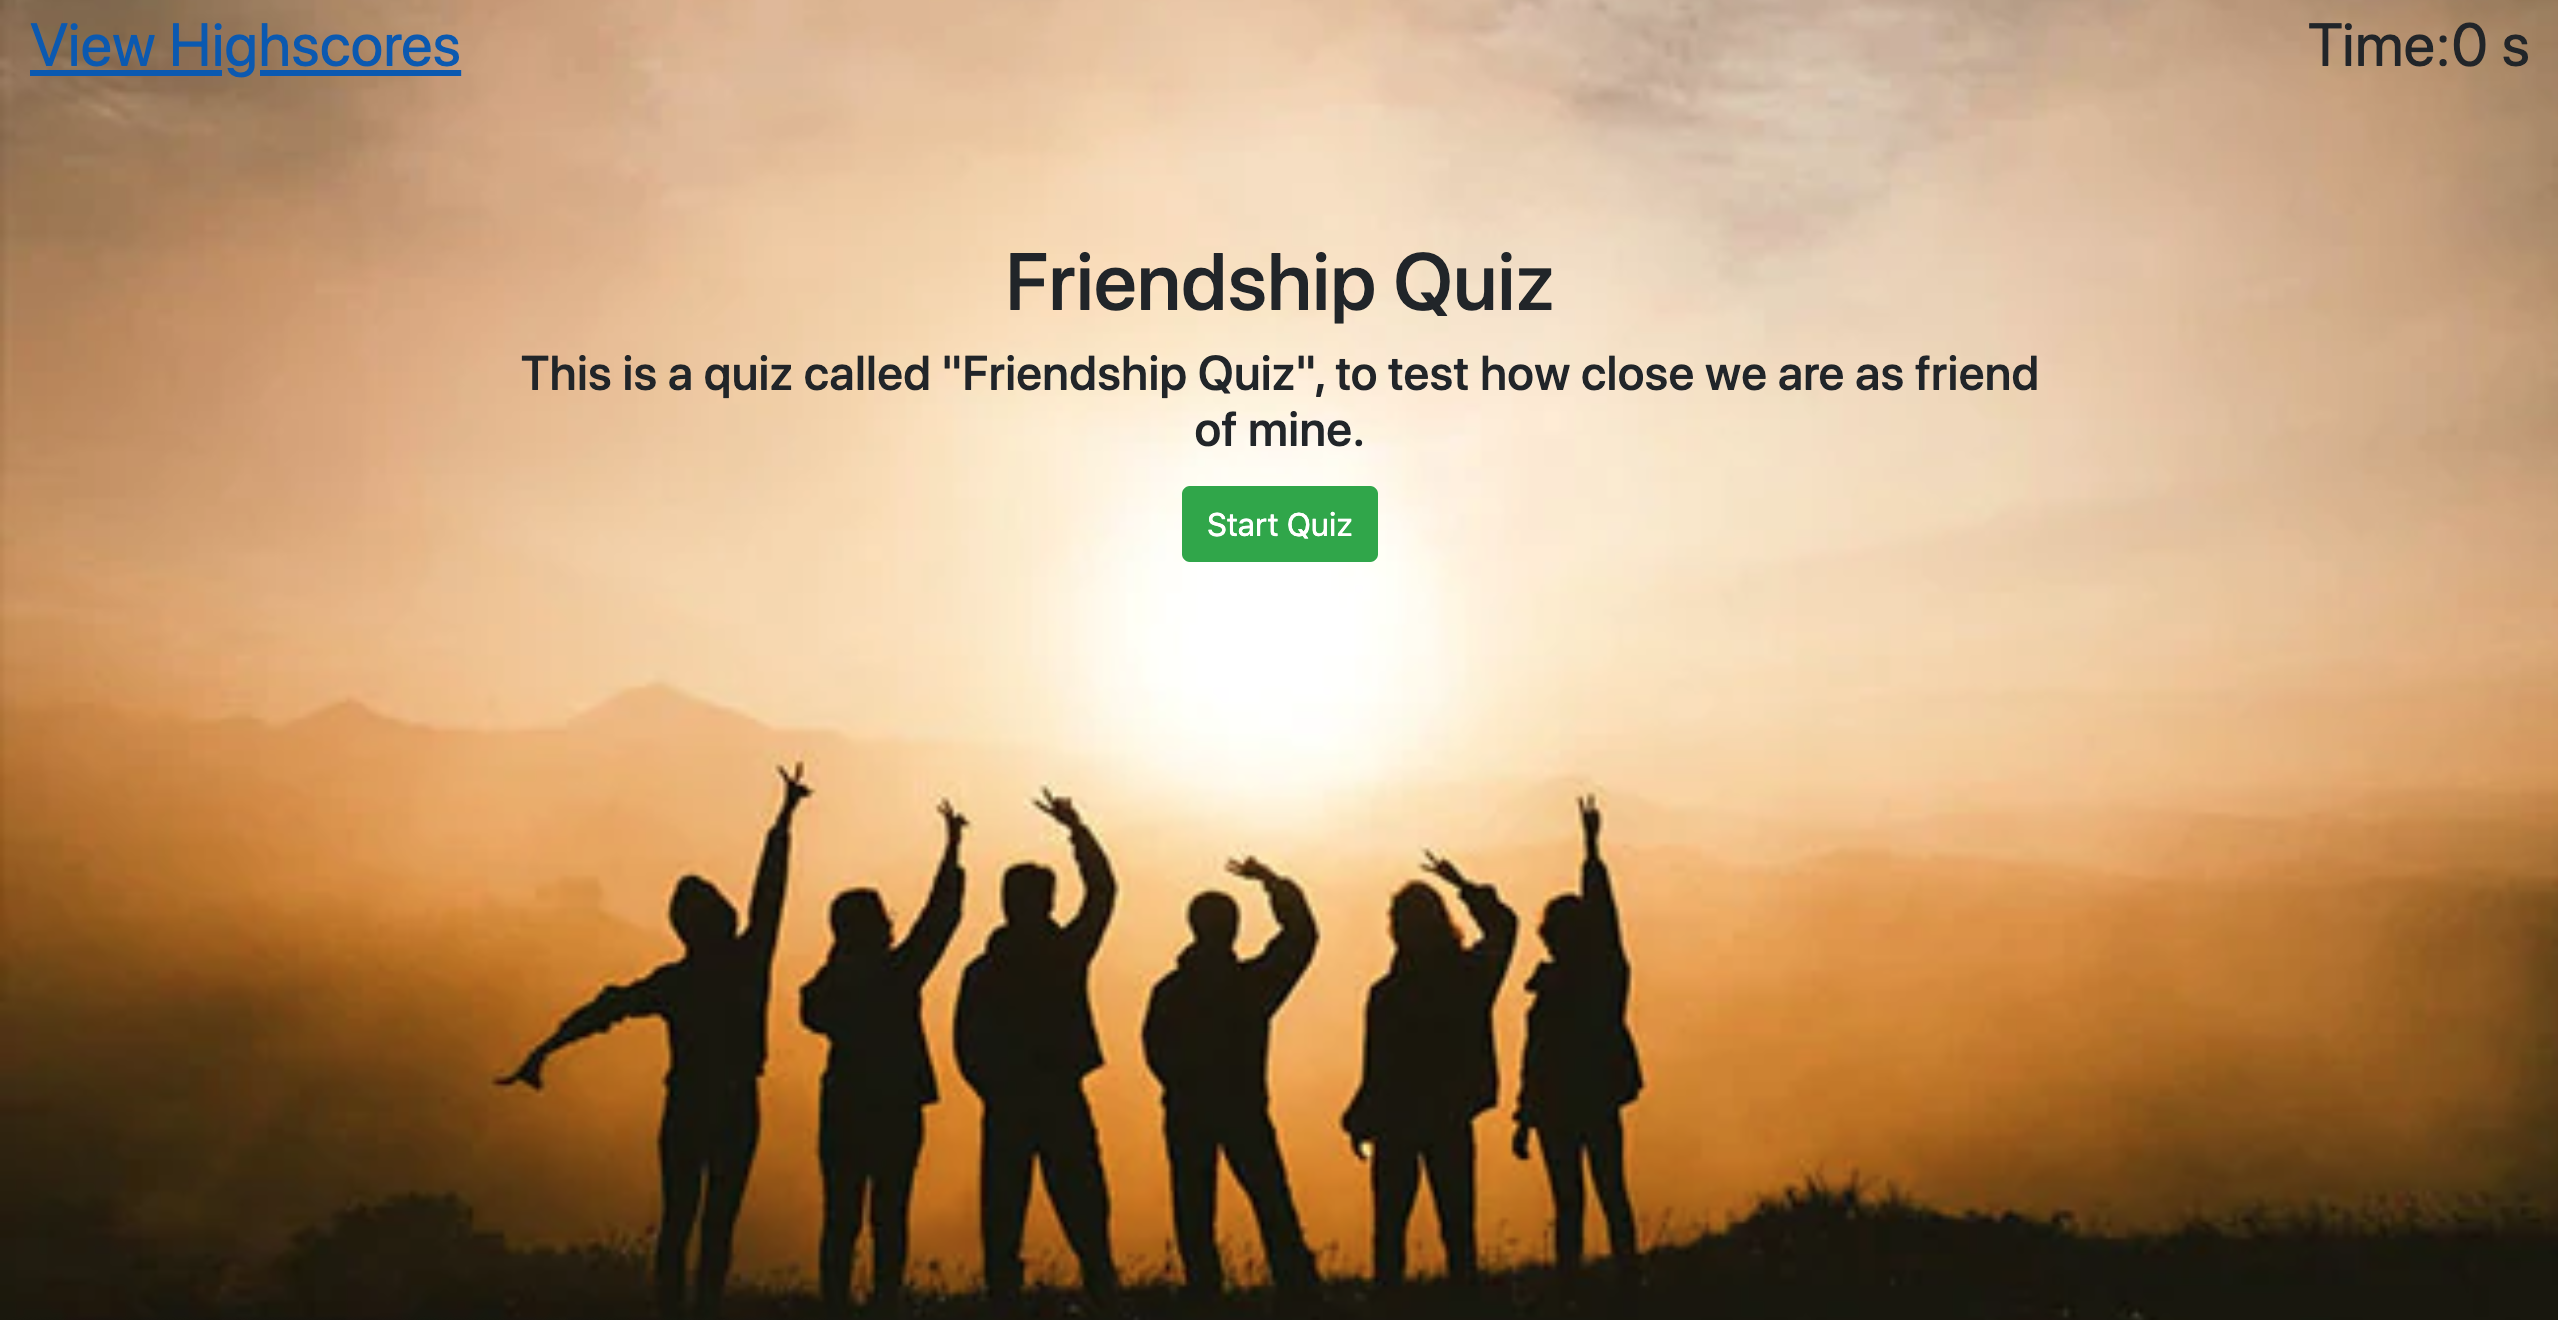 View Highscores
Time:0 s
Friendship Quiz
This is a quiz called "Friendship Quiz", to test how close we are as friend
of mine.
Start Quiz